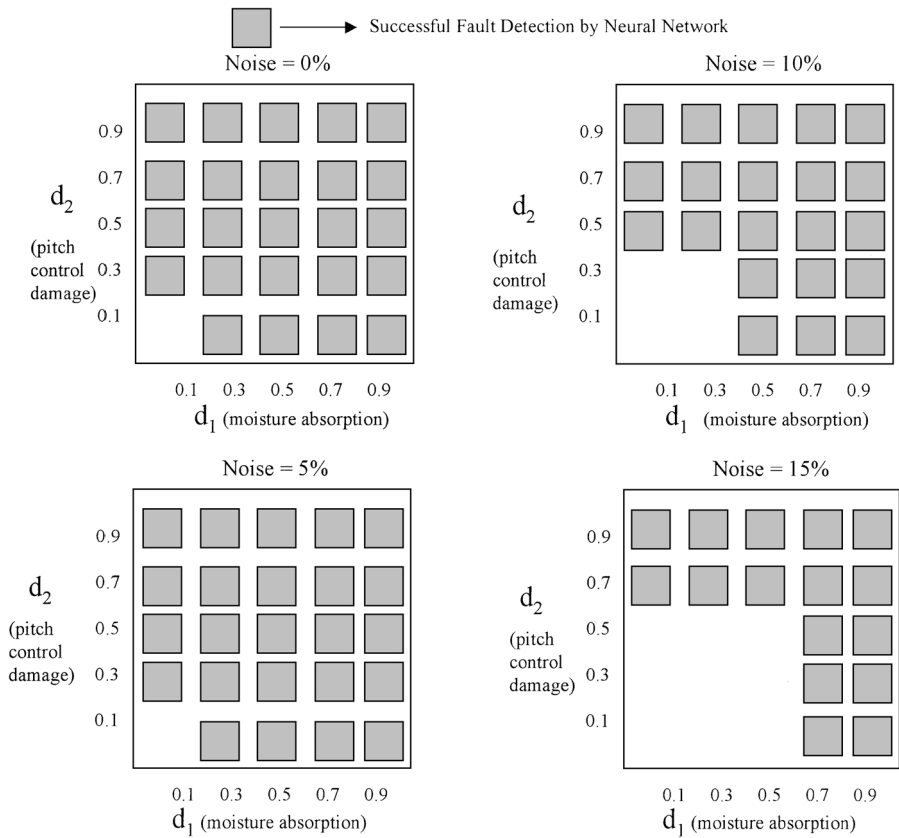 Successful Fault Detection by Neural Network
Noise = 0%
0.9
0.7
d2
0.5
(pitch
control
damage)
0.3
0.1
0.1 0.3 0.5 0.7 0.9
d1 (moisture absorption)
Noise = 10%
0.9
0.7
d2
0.5
(pitch
control
damage)
0.3
0.1
0.1 0.3 0.5 0.7 0.9
d1 (moisture absorption)
Noise = 5%
0.9
0.7
d2
0.5
(pitch
control
damage)
0.3
0.1
0.1 0.3 0.5 0.7 0.9
d1 (moisture absorption)
Noise = 15%
0.9
0.7
d2
0.5
(pitch
control
damage)
0.3
0.1
0.1 0.3 0.5 0.7 0.9
d1 (moisture absorption)